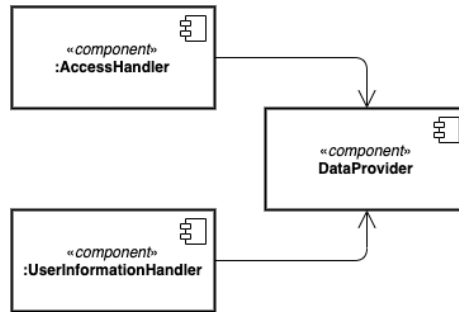 «component»
:AccessHandler
«component»
DataProvider
«component»
:UserInformationHandler